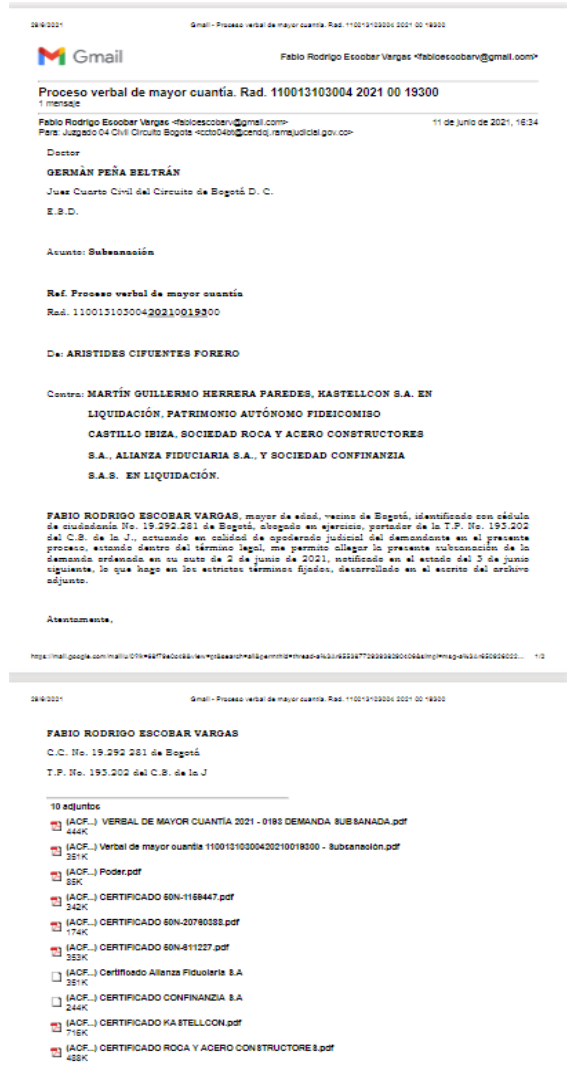 28/6/2021
Gmail - Proceso verbal de mayor cuantía. Rad. 110013103004 2021 00 19300
Gmail
Fabio Rodrigo Escobar Vargas <fabioescobarv@gmail.com>
Proceso verbal de mayor cuantía. Rad. 110013103004 2021 00 19300
1 mensaje
Fabio Rodrigo Escobar Vargas <fabioescobarv@gmail.com>
11 de junio de 2021, 16:34
Para: Juzgado 04 Civil Circuito Bogota <ccto04bt@cendoj.ramajudicial.gov.co>
Doctor
GERMÀN PEÑA BELTRÁN
Juez Cuarto Civil del Circuito de Bogotá D. C.
E.S.D.
Asunto: Subsanación
Ref. Proceso verbal de mayor cuantía
Rad. 11001310300420210019300
De: ARISTIDES CIFUENTES FORERO
Contra: MARTÍN GUILLERMO HERRERA PAREDES, KASTELLCON S.A. EN
LIQUIDACIÓN, PATRIMONIO AUTÓNOMO FIDEICOMISO
CASTILLO IBIZA, SOCIEDAD ROCA Y ACERO CONSTRUCTORES
S.A., ALIANZA FIDUCIARIA S.A., Y SOCIEDAD CONFINANZIA
S.A.S. EN LIQUIDACIÓN.
FABIO RODRIGO ESCOBAR VARGAS, mayor de edad, vecino de Bogotá, identificado con cédula
de ciudadanía No. 19.292.281 de Bogotá, abogado en ejercicio, portador de la T.P. No. 193.202
del C.S. de la J., actuando en calidad de apoderado judicial del demandante en el presente
proceso, estando dentro del término legal, me permito allegar la presente subsanación de la
demanda ordenada en su auto de 2 de junio de 2021, notificado en el estado del 3 de junio
siguiente, lo que hago en los estrictos términos fijados, desarrollado en el escrito del archivo
adjunto.
Atentamente,
1/2
28/6/2021
Gmail - Proceso verbal de mayor cuantía. Rad. 110013103004 2021 00 19300
FABIO RODRIGO ESCOBAR VARGAS
C.C. No. 19.292 281 de Bogotá
T.P. No. 193.202 del C.S. de la J
10 adjuntos
(ACF...) VERBAL DE MAYOR CUANTÍA 2021 - 0193 DEMANDA SUBSANADA.pdf
444K
(ACF...) Verbal de mayor cuantía 11001310300420210019300 - Subsanación.pdf
351K
(ACF...) Poder.pdf
85K
(ACF...) CERTIFICADO 50N-1159447.pdf
342K
(ACF...) CERTIFICADO 50N-20760388.pdf
174K
(ACF...) CERTIFICADO 50N-611227.pdf
353K
(ACF...) Certificado Alianza Fiduciaria S.A
351K
(ACF...) CERTIFICADO CONFINANZIA S.A
244K
(ACF...) CERTIFICADO KASTELLCON.pdf
716K
(ACF...) CERTIFICADO ROCA Y ACERO CONSTRUCTORES.pdf
488K